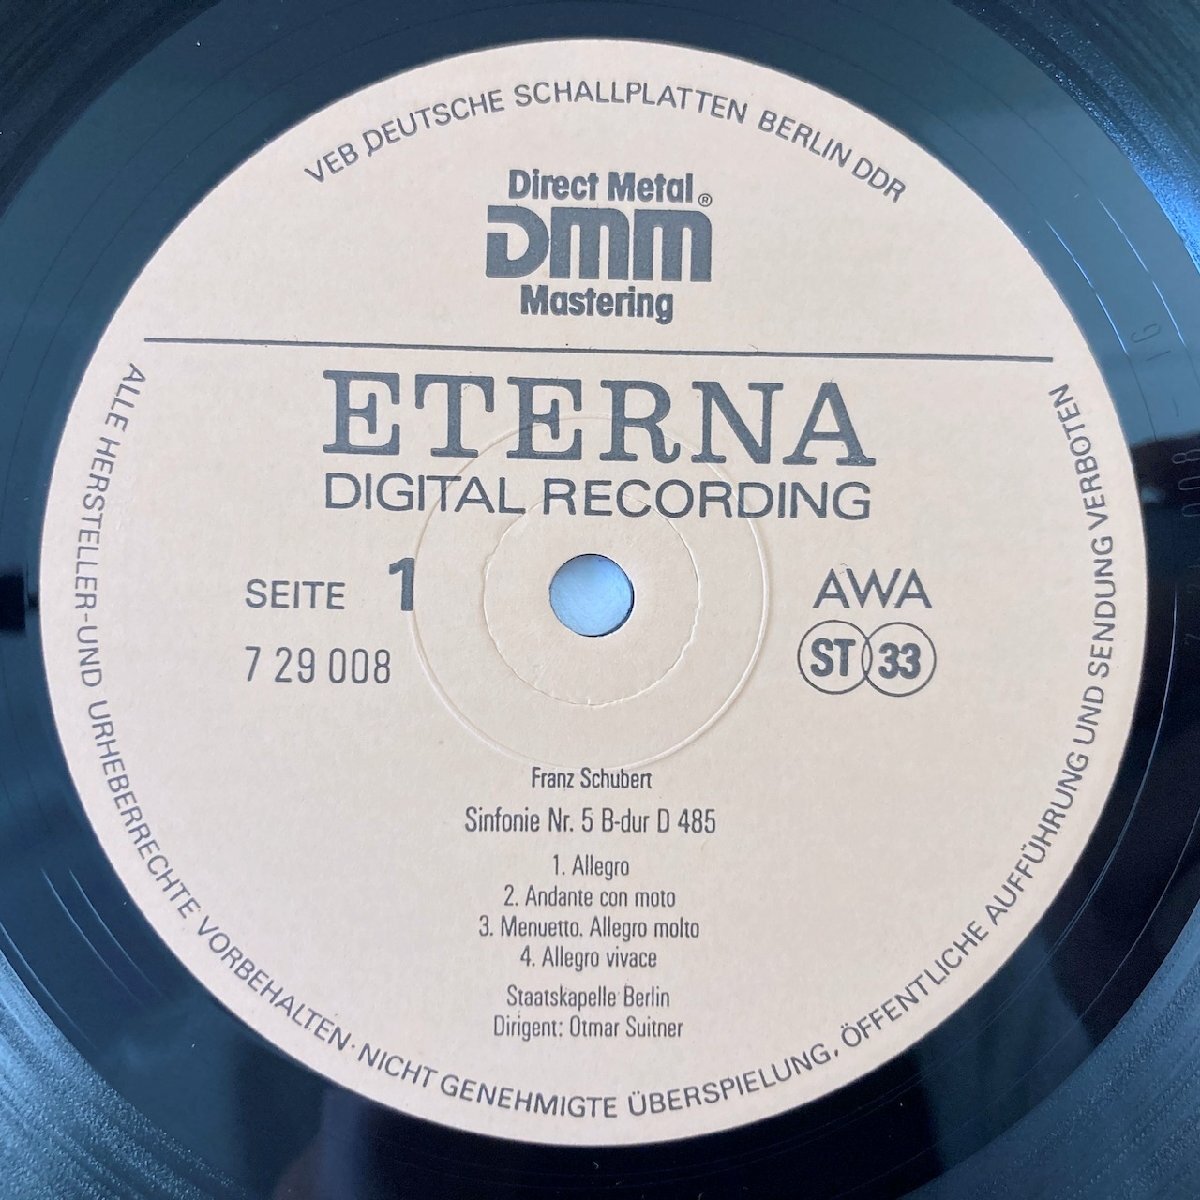 VEB DEUTSCHE SCHALLPLATTEN BERLIN DDR
Direct Metal ®
DMM
Mastering
ETERNA
DIGITAL RECORDING
SEITE 1
AWA
7 29 008
ST 33
Franz Schubert
Sinfonie Nr. 5 B-dur D 485
1. Allegro
2. Andante con moto
3. Menuetto. Allegro molto
4. Allegro vivace
Staatskapelle Berlin
Dirigent: Otmar Suitner
ALLE HERSTELLER-UND URHEBERRECHTE VORBEHALTEN · NICHT GENEHMIGTE ÜBERSPIELUNG, ÖFFENTLICHE AUFFÜHRUNG UND SENDUNG VERBOTEN